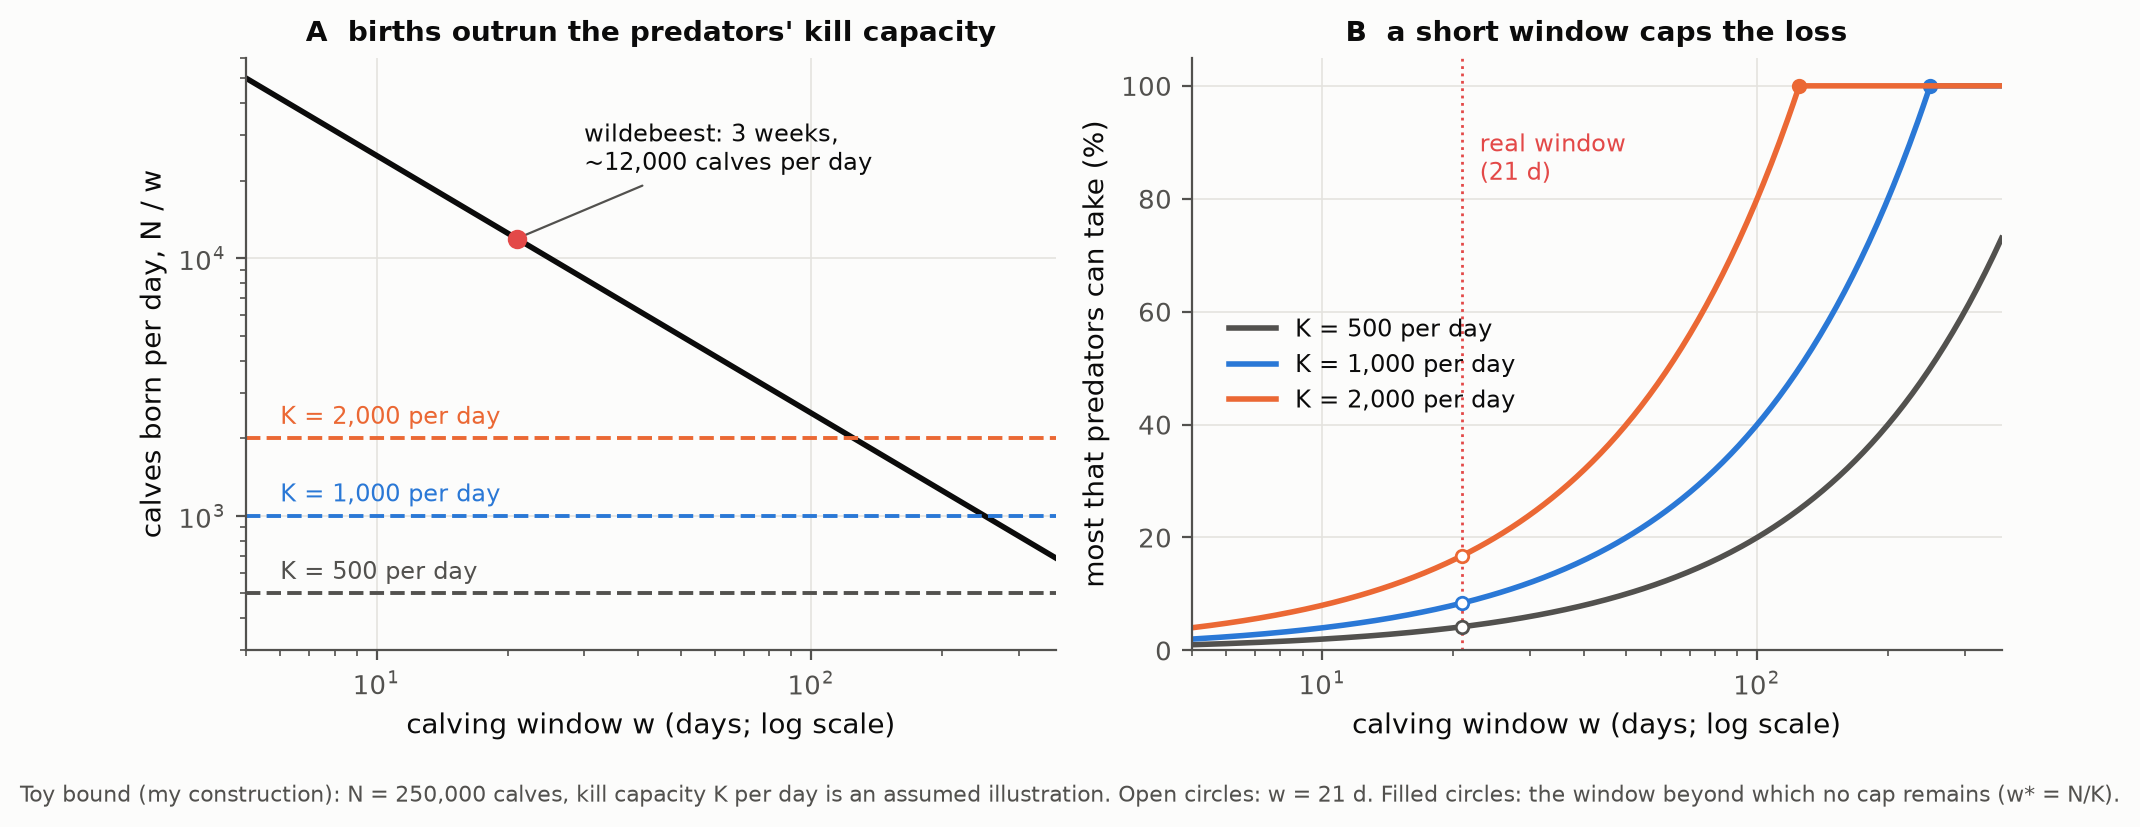 A births outrun the predators' kill capacity
calves born per day, N / w
10⁴
10³
wildebeest: 3 weeks,
~12,000 calves per day
K = 2,000 per day
K = 1,000 per day
K = 500 per day
10¹
10²
calving window w (days; log scale)
B a short window caps the loss
most that predators can take (%)
100
80
60
40
20
0
real window
(21 d)
K = 500 per day
K = 1,000 per day
K = 2,000 per day
10¹
10²
calving window w (days; log scale)
Toy bound (my construction): N = 250,000 calves, kill capacity K per day is an assumed illustration. Open circles: w = 21 d. Filled circles: the window beyond which no cap remains (w* = N/K).